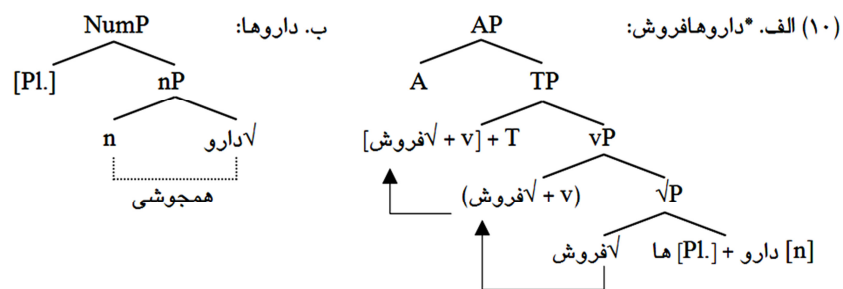 (۱۰) الف. *داروهافروش: ب. داروها:
AP NumP
A TP [Pl.] nP
[فروش√ + v] + T vP n دارو√
(فروش√ + v) √P همجوشی
فروش√ ها [Pl.] + دارو [n]